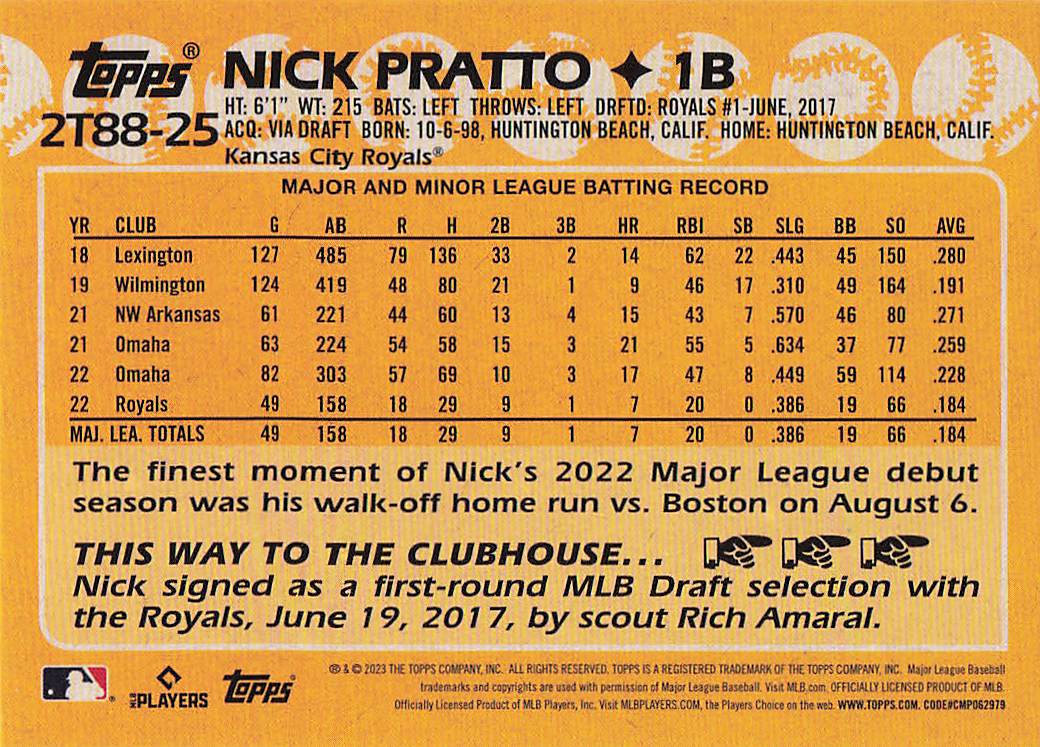 Topps®
NICK PRATTO ✦ 1B
2T88-25
HT: 6'1" WT: 215 BATS: LEFT THROWS: LEFT DRFTD: ROYALS #1-JUNE, 2017
ACQ: VIA DRAFT BORN: 10-6-98, HUNTINGTON BEACH, CALIF. HOME: HUNTINGTON BEACH, CALIF.
Kansas City Royals®
MAJOR AND MINOR LEAGUE BATTING RECORD
YR CLUB G AB R H 2B 3B HR RBI SB SLG BB SO AVG
18 Lexington 127 485 79 136 33 2 14 62 22 .443 45 150 .280
19 Wilmington 124 419 48 80 21 1 9 46 17 .310 49 164 .191
21 NW Arkansas 61 221 44 60 13 4 15 43 7 .570 46 80 .271
21 Omaha 63 224 54 58 15 3 21 55 5 .634 37 77 .259
22 Omaha 82 303 57 69 10 3 17 47 8 .449 59 114 .228
22 Royals 49 158 18 29 9 1 7 20 0 .386 19 66 .184
MAJ. LEA. TOTALS 49 158 18 29 9 1 7 20 0 .386 19 66 .184
The finest moment of Nick's 2022 Major League debut
season was his walk-off home run vs. Boston on August 6.
THIS WAY TO THE CLUBHOUSE...
Nick signed as a first-round MLB Draft selection with
the Royals, June 19, 2017, by scout Rich Amaral.
MLB PLAYERS
Topps®
® & © 2023 THE TOPPS COMPANY, INC. ALL RIGHTS RESERVED. TOPPS IS A REGISTERED TRADEMARK OF THE TOPPS COMPANY, INC. Major League Baseball
trademarks and copyrights are used with permission of Major League Baseball. Visit MLB.com. OFFICIALLY LICENSED PRODUCT OF MLB.
Officially Licensed Product of MLB Players, Inc. Visit MLBPLAYERS.COM, the Players Choice on the web. WWW.TOPPS.COM. CODE#CMP062979